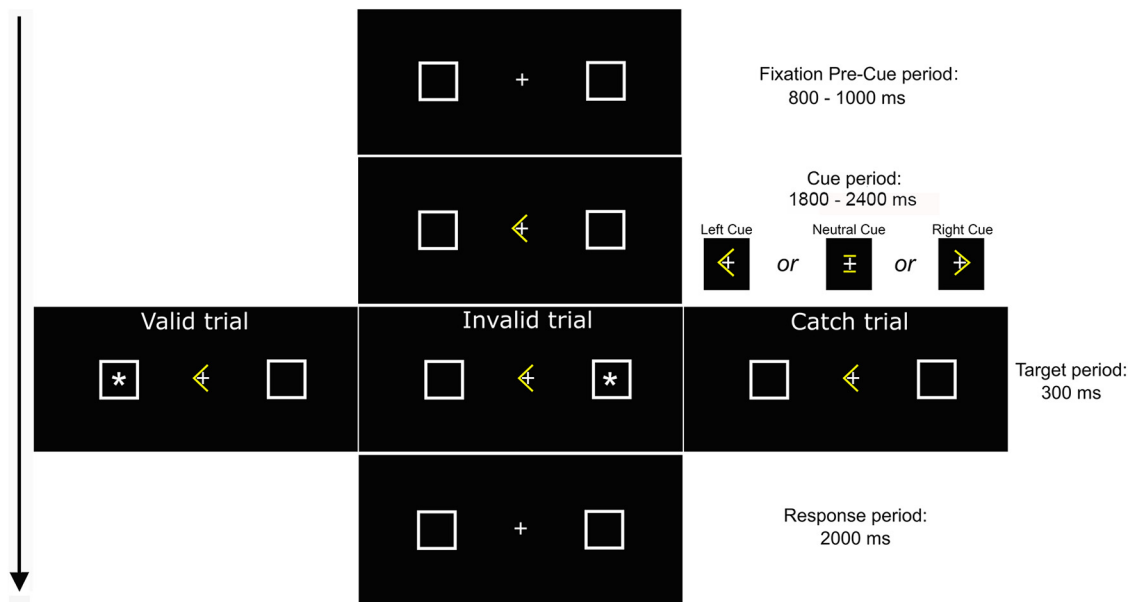 Fixation Pre-Cue period:
800 - 1000 ms
Cue period:
1800 - 2400 ms
Left Cue
Neutral Cue
Right Cue
or
or
Valid trial
Invalid trial
Catch trial
*
*
Target period:
300 ms
Response period:
2000 ms